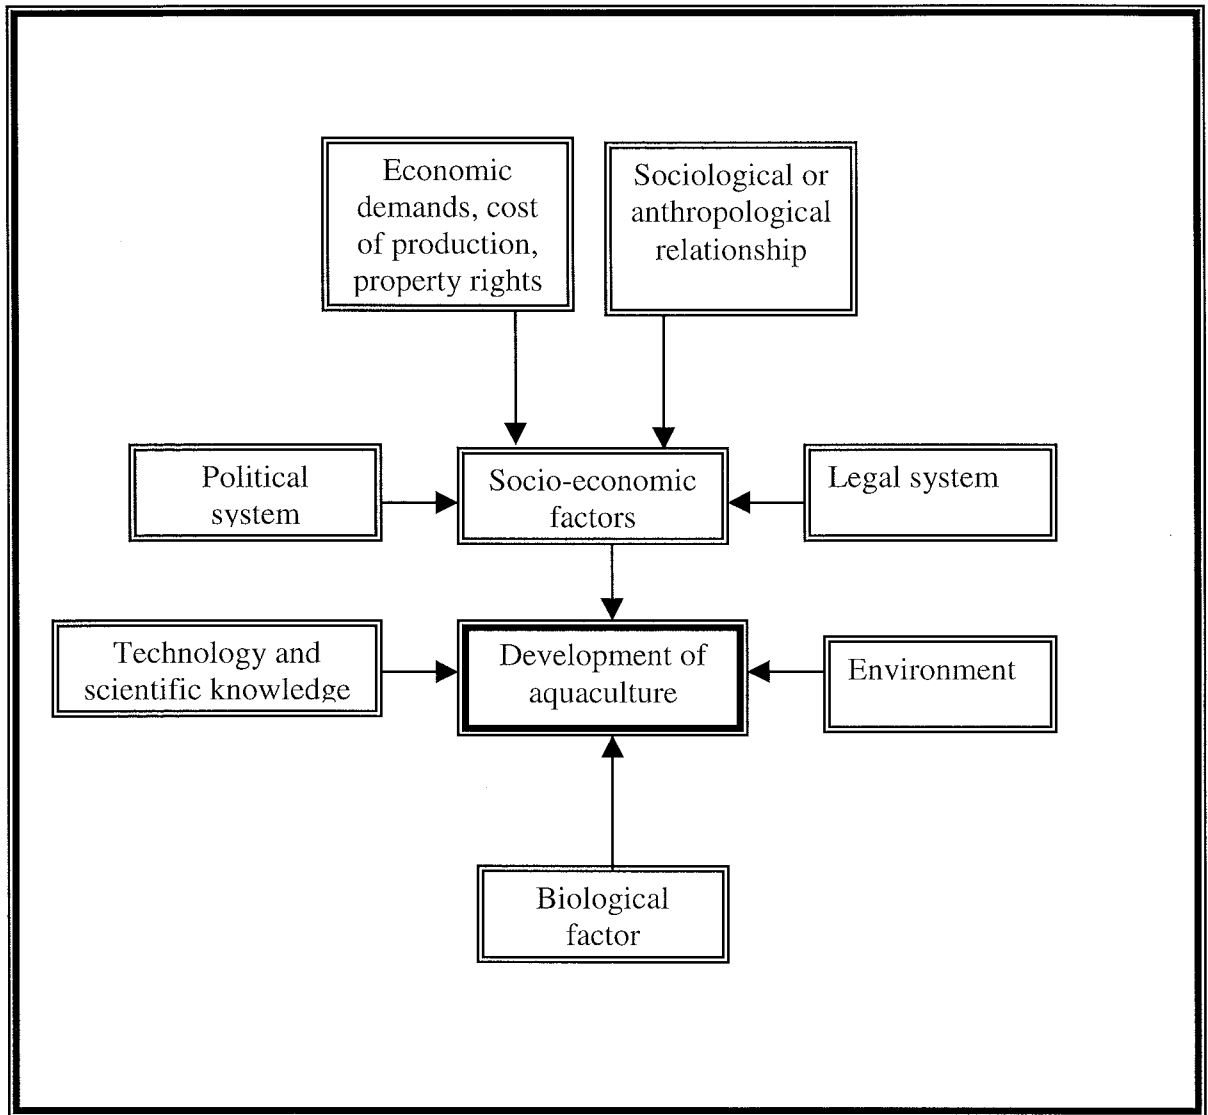 Economic
demands, cost
of production,
property rights
Sociological or
anthropological
relationship
Political
system
Socio-economic
factors
Legal system
Technology and
scientific knowledge
Development of
aquaculture
Environment
Biological
factor